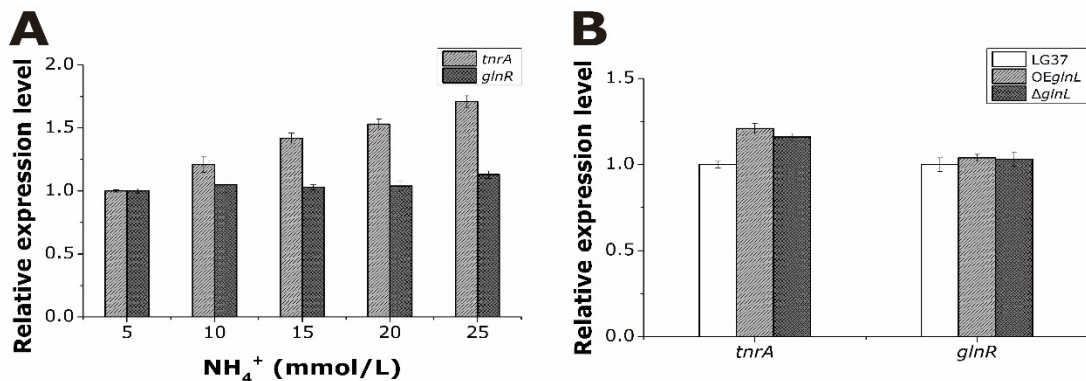 A
Relative expression level
2.0
1.5
1.0
0.5
0.0
tnrA
glnR
5 10 15 20 25
NH₄⁺ (mmol/L)
B
Relative expression level
1.5
1.0
0.5
0.0
LG37
OEglnL
ΔglnL
tnrA glnR